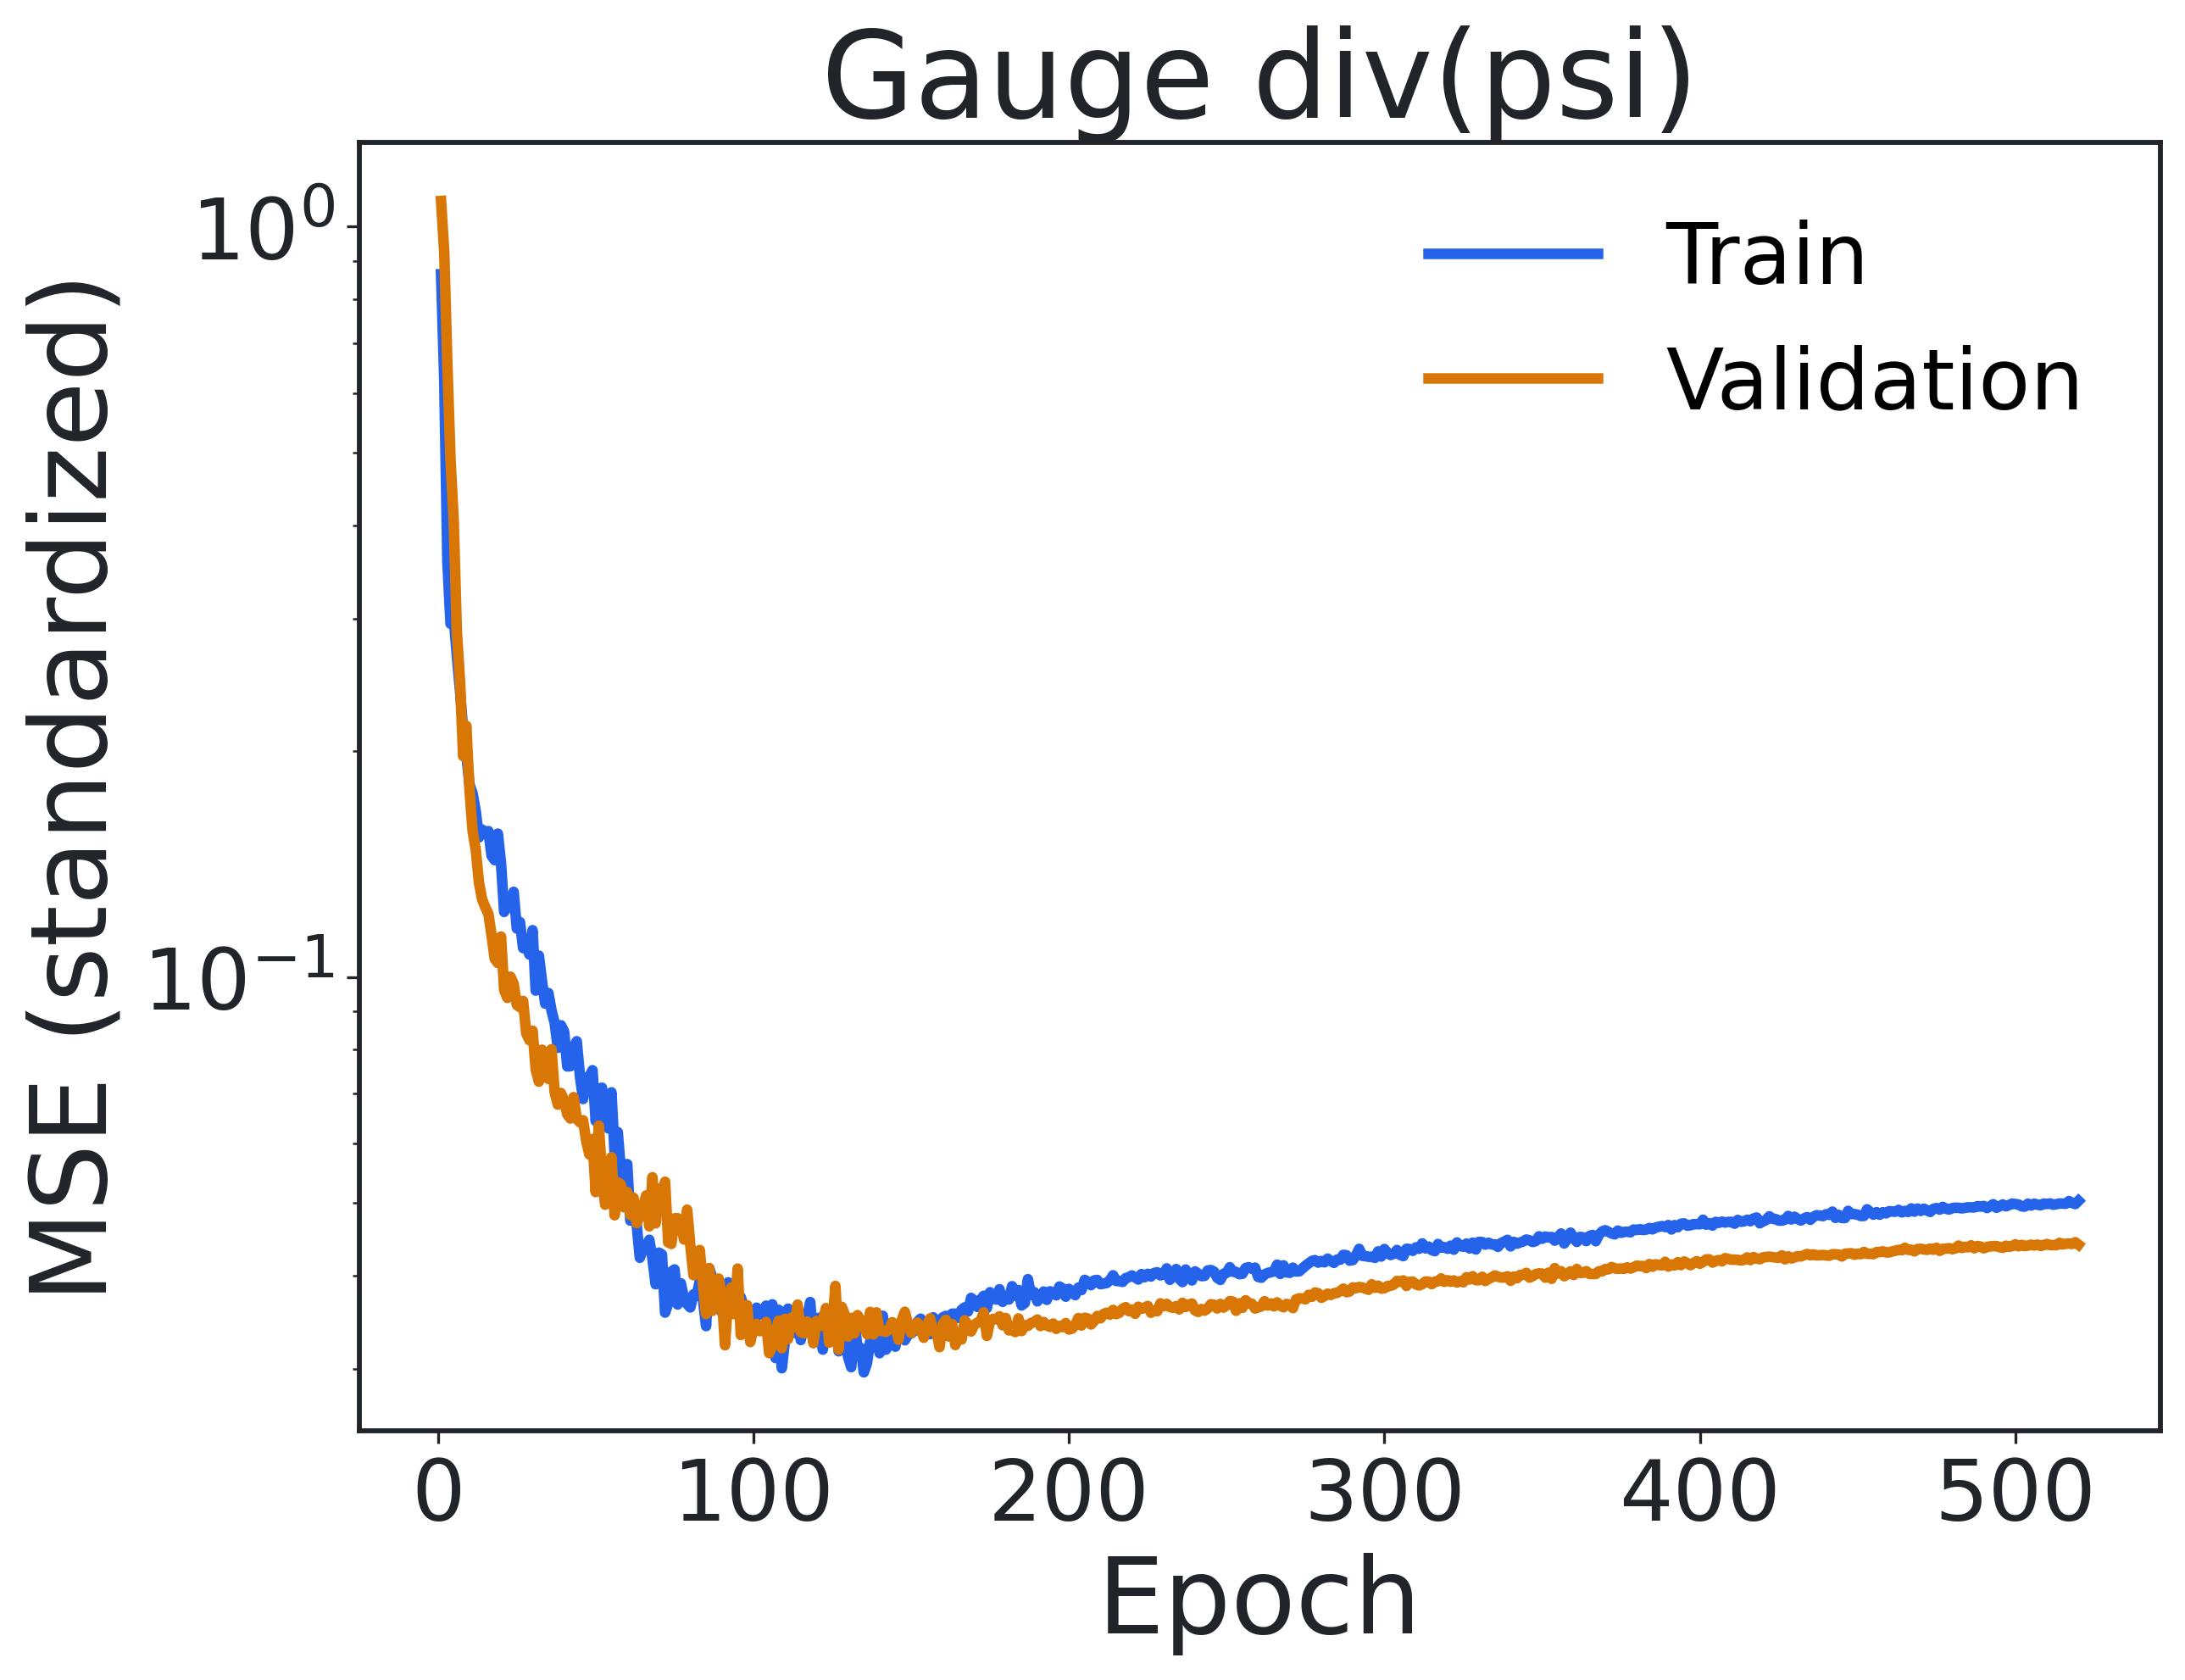 Gauge div(psi)
10⁰
10⁻¹
MSE (standardized)
Train
Validation
0 100 200 300 400 500
Epoch